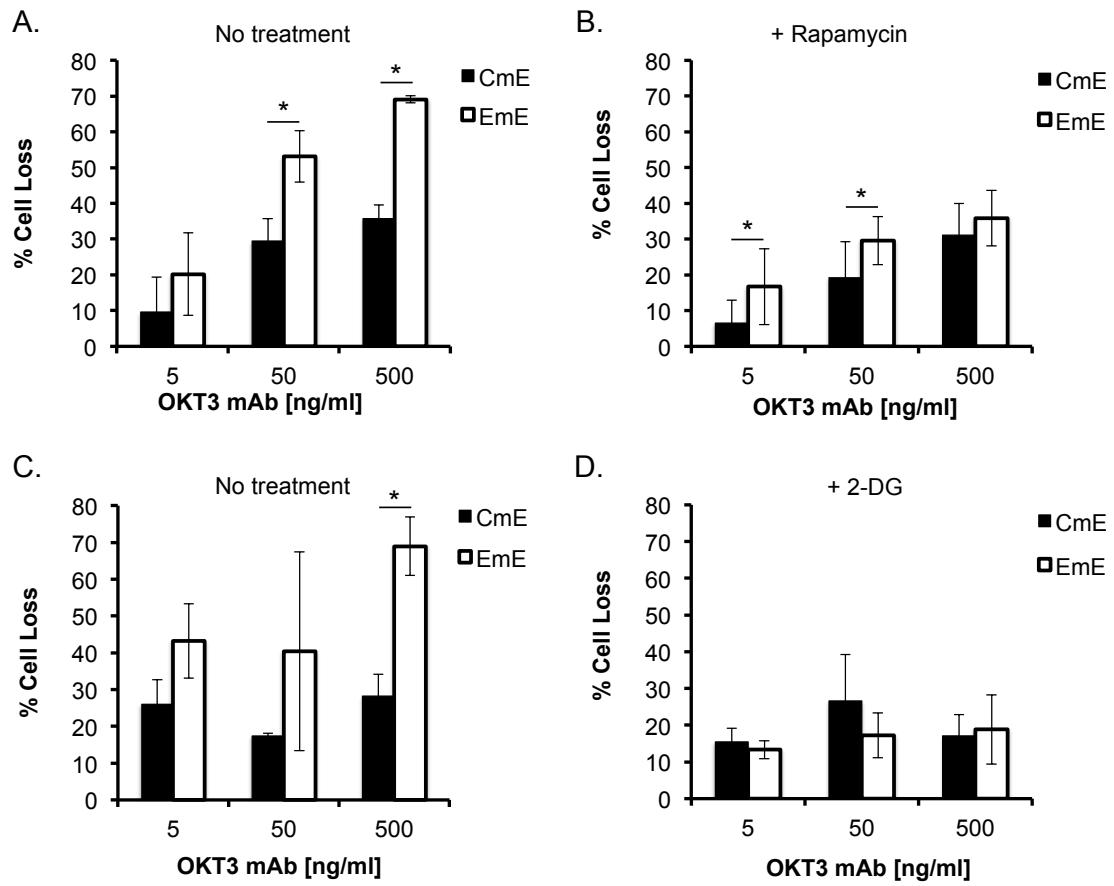 A.
No treatment
80
70
60
50
40
30
20
10
0
% Cell Loss
*
*
CmE
EmE
5 50 500
OKT3 mAb [ng/ml]
B.
+ Rapamycin
80
70
60
50
40
30
20
10
0
% Cell Loss
*
*
CmE
EmE
5 50 500
OKT3 mAb [ng/ml]
C.
No treatment
80
70
60
50
40
30
20
10
0
% Cell Loss
*
CmE
EmE
5 50 500
OKT3 mAb [ng/ml]
D.
+ 2-DG
80
70
60
50
40
30
20
10
0
% Cell Loss
CmE
EmE
5 50 500
OKT3 mAb [ng/ml]